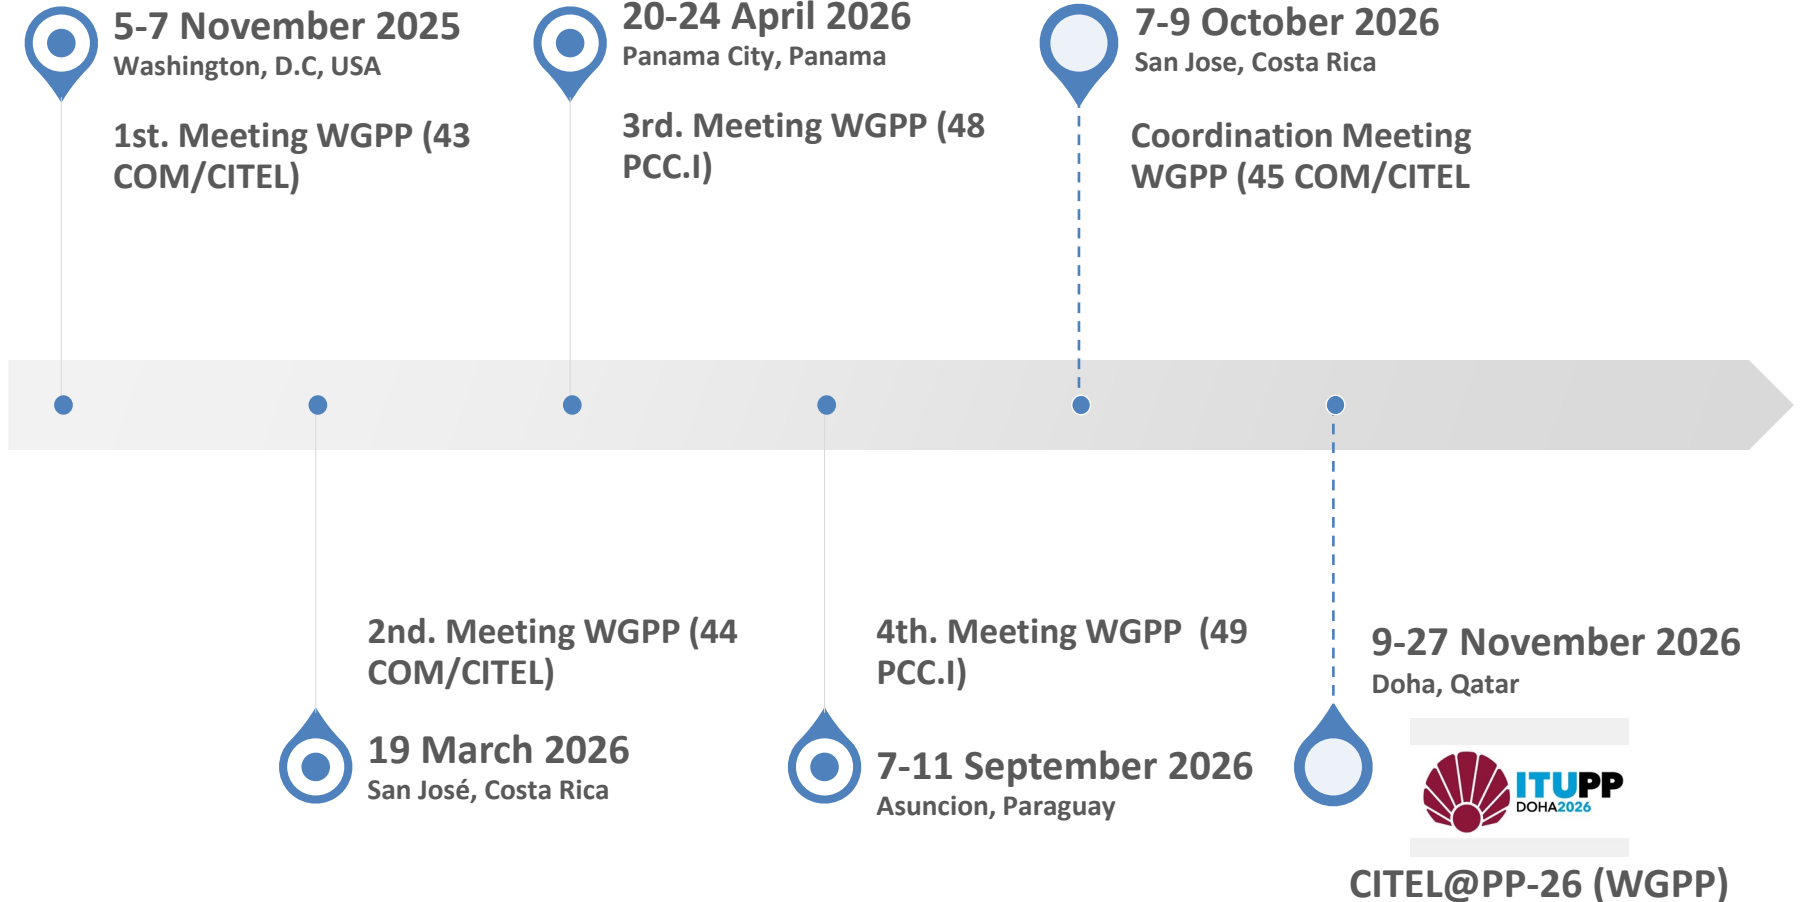 5-7 November 2025
Washington, D.C, USA
1st. Meeting WGPP (43
COM/CITEL)
20-24 April 2026
Panama City, Panama
3rd. Meeting WGPP (48
PCC.I)
7-9 October 2026
San Jose, Costa Rica
Coordination Meeting
WGPP (45 COM/CITEL
2nd. Meeting WGPP (44
COM/CITEL)
19 March 2026
San José, Costa Rica
4th. Meeting WGPP  (49
PCC.I)
7-11 September 2026
Asuncion, Paraguay
9-27 November 2026
Doha, Qatar
ITUPP
DOHA2026
CITEL@PP-26 (WGPP)